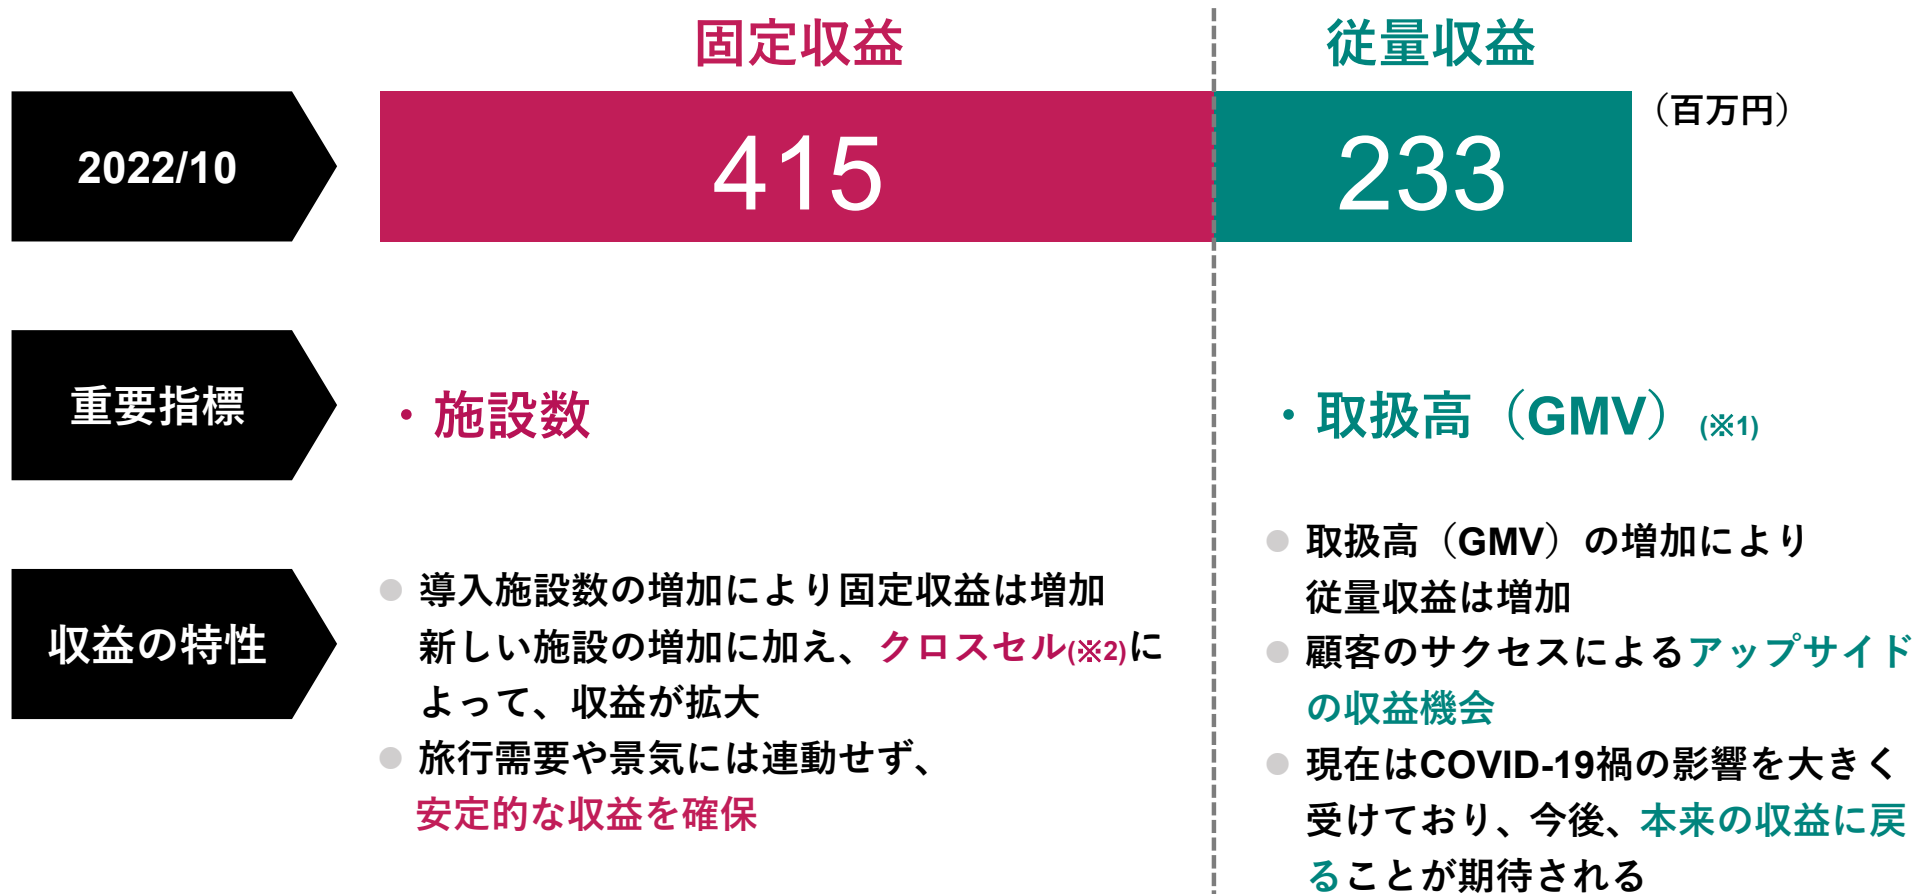 固定収益
従量収益
2022/10
415
233
（百万円）
重要指標
・施設数
・取扱高（GMV）(※1)
収益の特性
● 導入施設数の増加により固定収益は増加
新しい施設の増加に加え、クロスセル(※2)に
よって、収益が拡大
● 旅行需要や景気には連動せず、
安定的な収益を確保
● 取扱高（GMV）の増加により
従量収益は増加
● 顧客のサクセスによるアップサイド
の収益機会
● 現在はCOVID-19禍の影響を大きく
受けており、今後、本来の収益に戻
ることが期待される